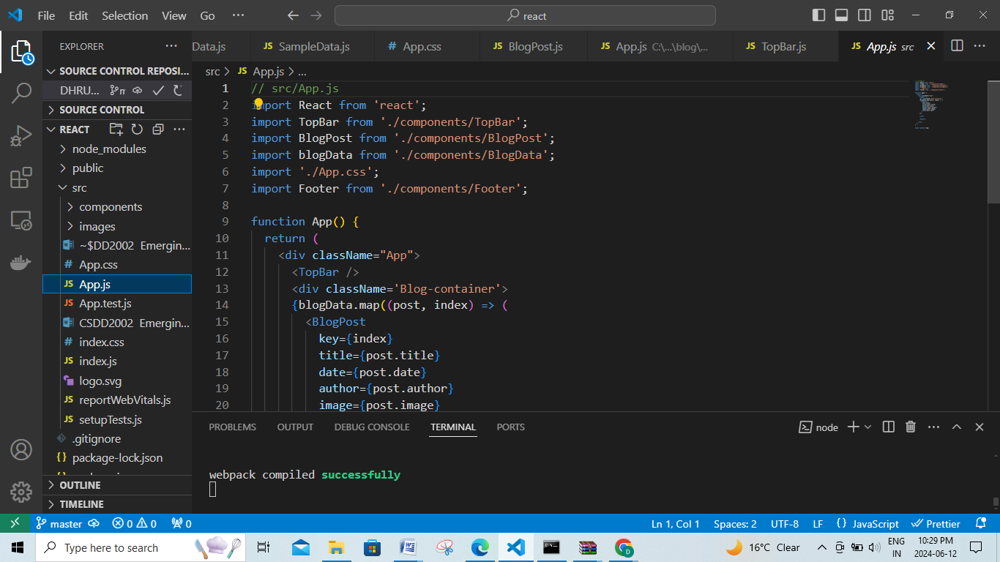 File Edit Selection View Go ··· react
EXPLORER ···
Data.js SampleData.js App.css BlogPost.js App.js C:\...\blog\... TopBar.js App.js src
SOURCE CONTROL REPOSI...
DHRU...
SOURCE CONTROL
REACT
node_modules
public
src
components
images
~$DD2002 Emergin...
App.css
App.js
App.test.js
CSDD2002 Emergin...
index.css
index.js
logo.svg
reportWebVitals.js
setupTests.js
.gitignore
package-lock.json
OUTLINE
TIMELINE
src > JS App.js > ...
1 // src/App.js
2 import React from 'react';
3 import TopBar from './components/TopBar';
4 import BlogPost from './components/BlogPost';
5 import blogData from './components/BlogData';
6 import './App.css';
7 import Footer from './components/Footer';
8
9 function App() {
10 return (
11 <div className="App">
12 <TopBar />
13 <div className='Blog-container'>
14 {blogData.map((post, index) => (
15 <BlogPost
16 key={index}
17 title={post.title}
18 date={post.date}
19 author={post.author}
20 image={post.image}
PROBLEMS OUTPUT DEBUG CONSOLE TERMINAL PORTS node
webpack compiled successfully
master 0 0 0 Ln 1, Col 1 Spaces: 2 UTF-8 LF {} JavaScript Prettier
Type here to search
16°C Clear
ENG
IN
10:29 PM
2024-06-12